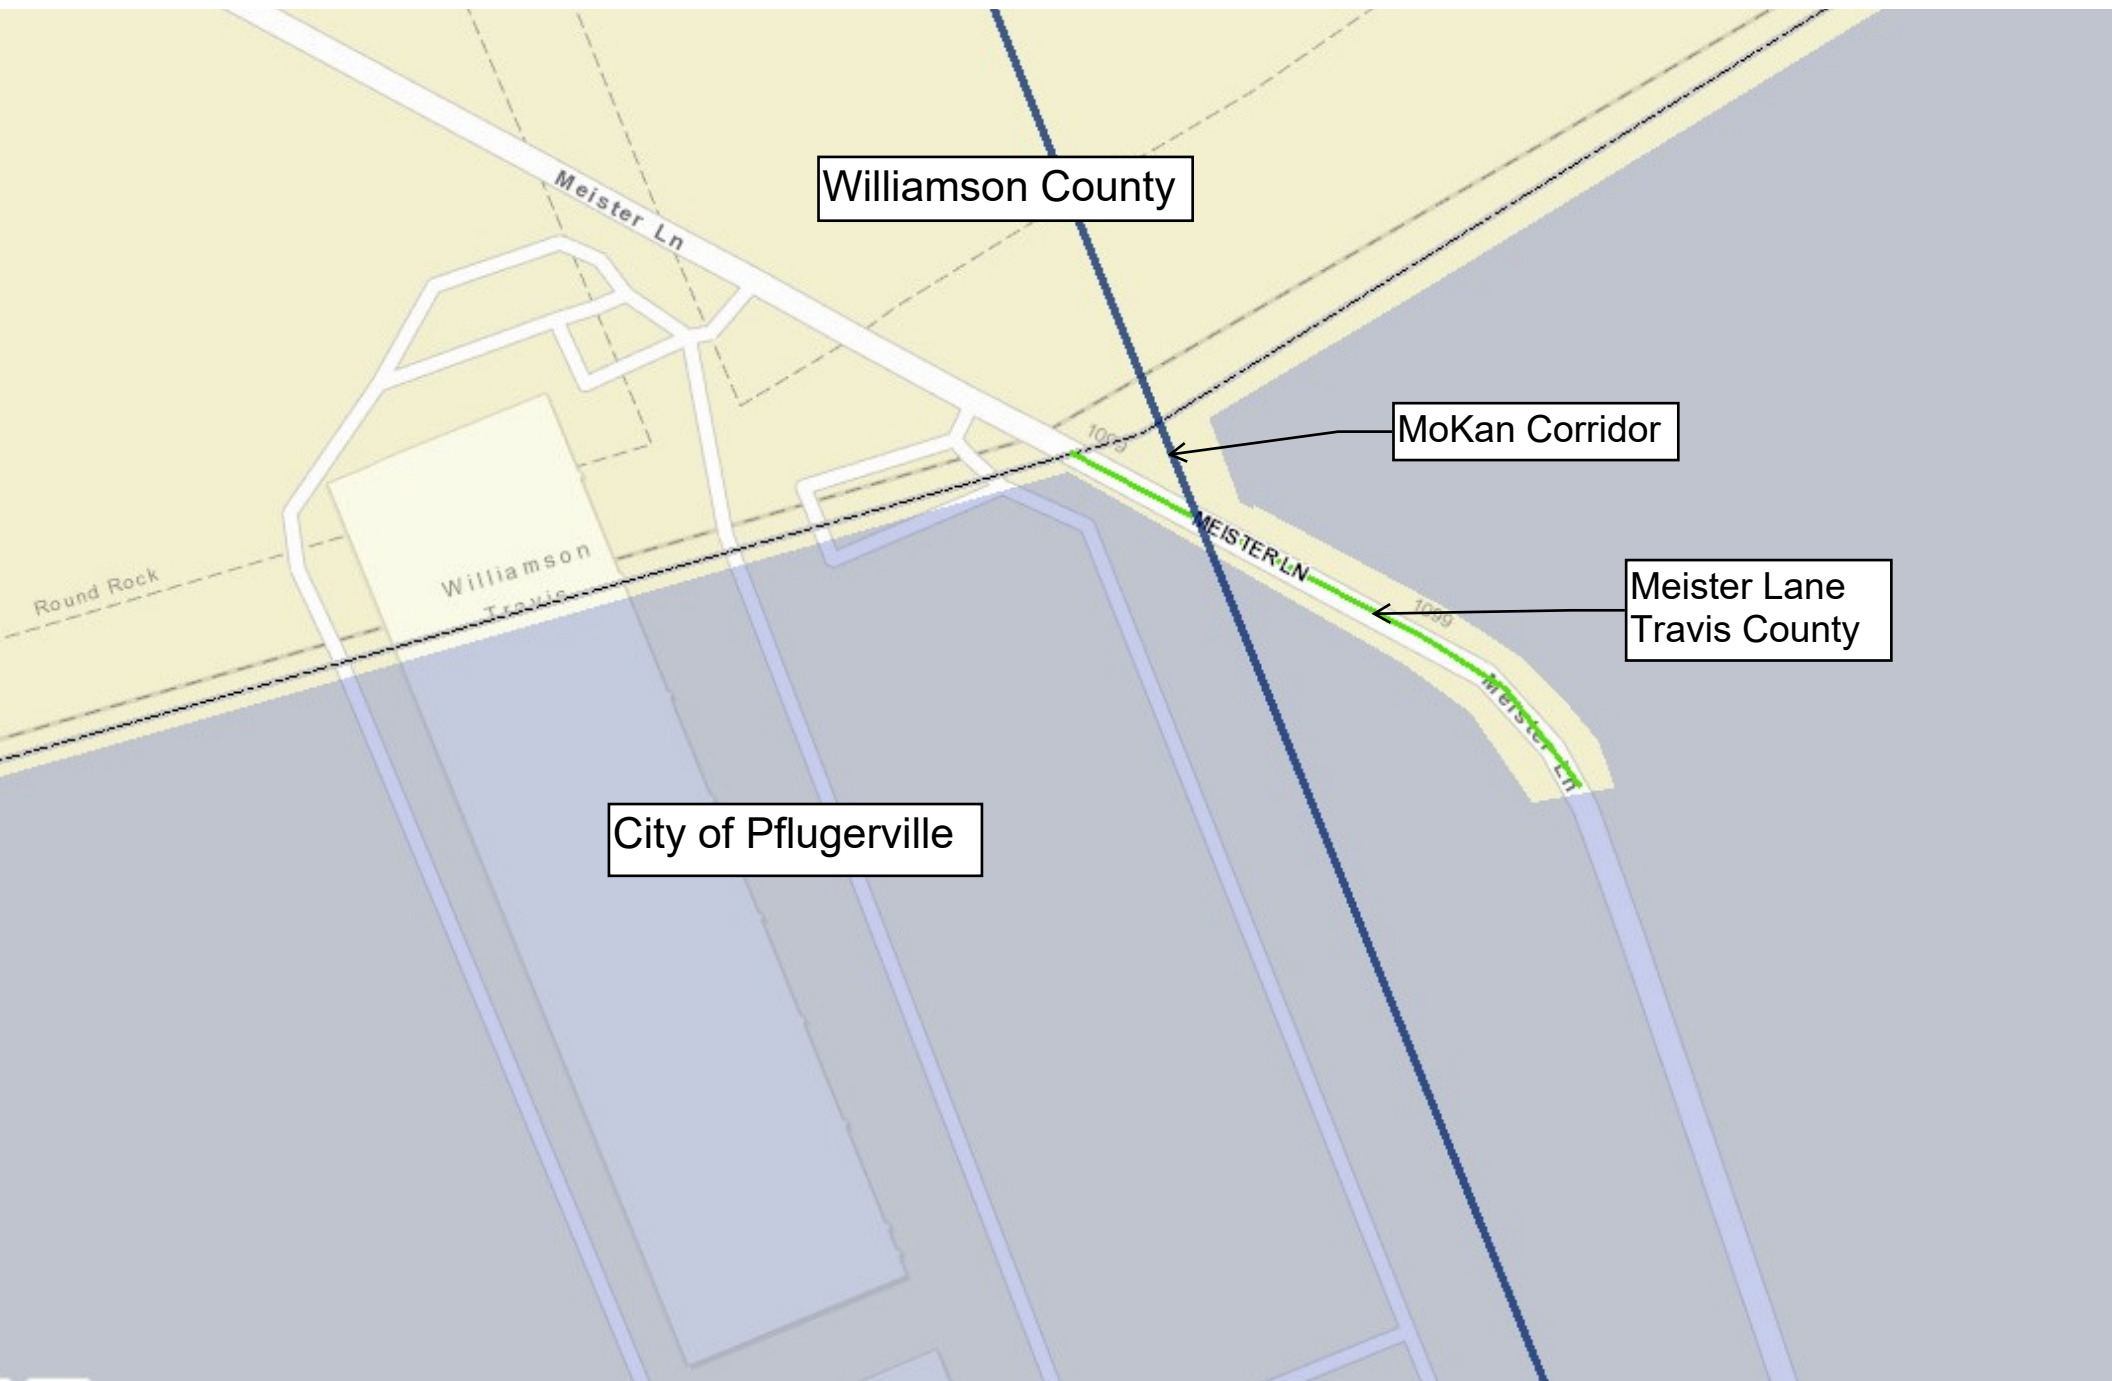 Meister Ln
Williamson County
1099
MoKan Corridor
MEISTER LN
Williamson
Travis
Round Rock
Meister Lane
Travis County
1099
Meister Ln
City of Pflugerville